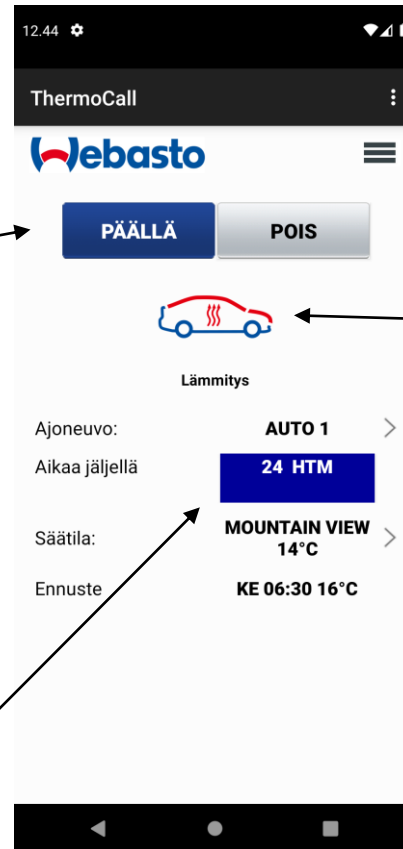 12.44
ThermoCall
Webasto
PÄÄLLÄ POIS
Lämmitys
Ajoneuvo: AUTO 1
Aikaa jäljellä 24 HTM
Säätila: MOUNTAIN VIEW
14°C
Ennuste KE 06:30 16°C